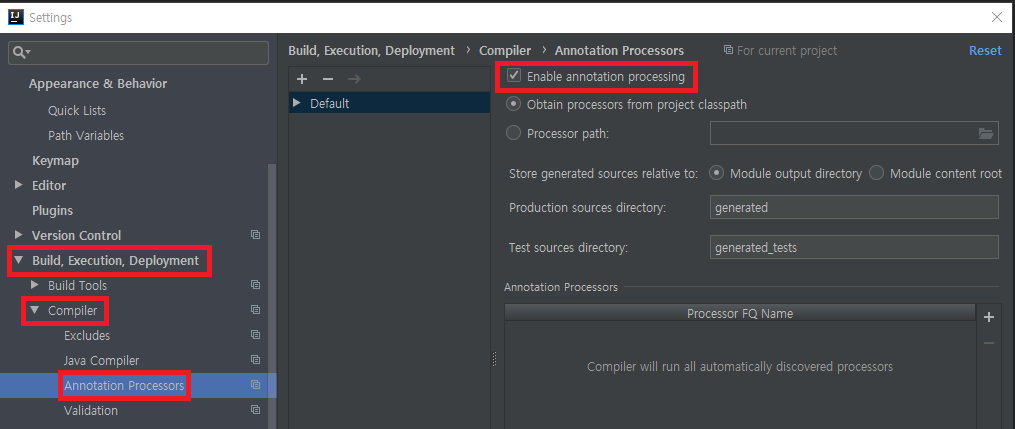 IJ Settings
Appearance & Behavior
Quick Lists
Path Variables
Keymap
Editor
Plugins
Version Control
Build, Execution, Deployment
Build Tools
Compiler
Excludes
Java Compiler
Annotation Processors
Validation
Build, Execution, Deployment › Compiler › Annotation Processors For current project Reset
Default
Enable annotation processing
Obtain processors from project classpath
Processor path:
Store generated sources relative to: Module output directory Module content root
Production sources directory: generated
Test sources directory: generated_tests
Annotation Processors
Processor FQ Name
Compiler will run all automatically discovered processors